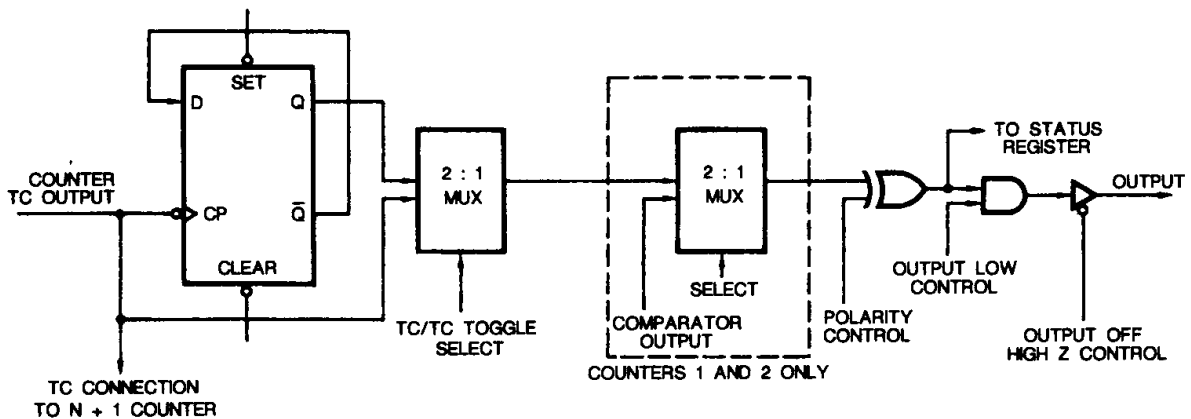 SET
D
Q
COUNTER
TC OUTPUT
CP
Q̅
CLEAR
2 : 1
MUX
TC/TC TOGGLE
SELECT
TC CONNECTION
TO N + 1 COUNTER
2 : 1
MUX
SELECT
COMPARATOR
OUTPUT
COUNTERS 1 AND 2 ONLY
POLARITY
CONTROL
TO STATUS
REGISTER
OUTPUT LOW
CONTROL
OUTPUT
OUTPUT OFF
HIGH Z CONTROL